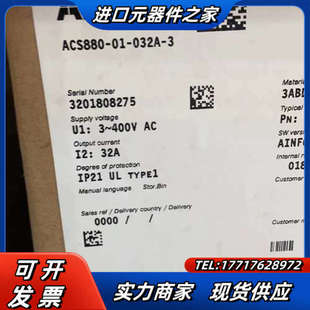 进口元器件之家
ACS880-01-032A-3
Serial Number
3201808275
Supply voltage
U1: 3~400V AC
Output current
I2: 32A
Degree of protection
IP21 UL TYPE1
Manual language Stor.Bin
Sales ref / Delivery country / Delivery
0000 / /
Material
3ABD
Typical
PN:
SW version
AINF
Internal n
018
Customer r
Customer
可开发票
TEL:17717628972
实力商家 现货供应